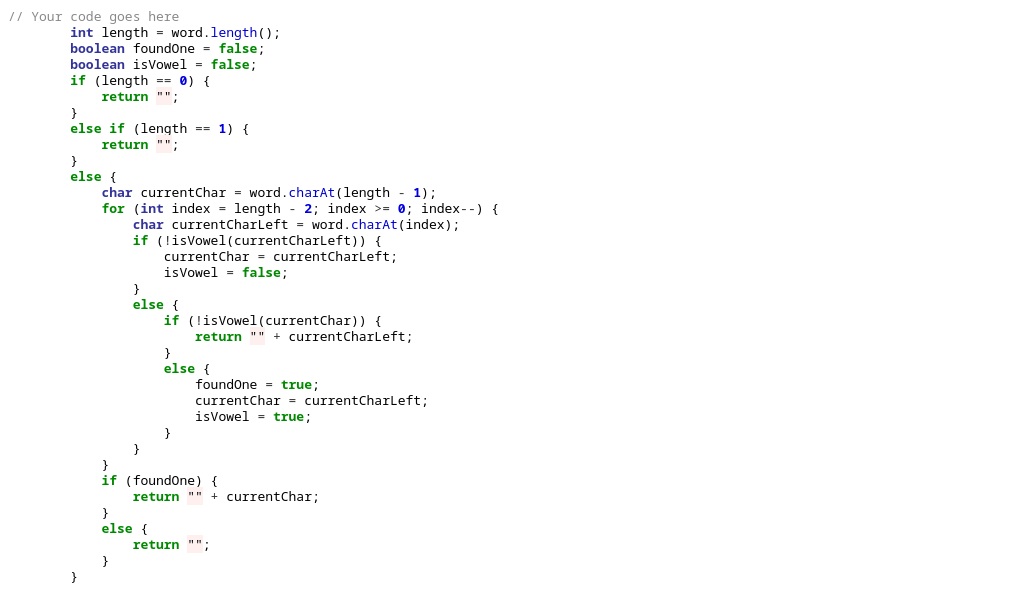 // Your code goes here
        int length = word.length();
        boolean foundOne = false;
        boolean isVowel = false;
        if (length == 0) {
            return "";
        }
        else if (length == 1) {
            return "";
        }
        else {
            char currentChar = word.charAt(length - 1);
            for (int index = length - 2; index >= 0; index--) {
                char currentCharLeft = word.charAt(index);
                if (!isVowel(currentCharLeft)) {
                    currentChar = currentCharLeft;
                    isVowel = false;
                }
                else {
                    if (!isVowel(currentChar)) {
                        return "" + currentCharLeft;
                    }
                    else {
                        foundOne = true;
                        currentChar = currentCharLeft;
                        isVowel = true;
                    }
                }
            }
            if (foundOne) {
                return "" + currentChar;
            }
            else {
                return "";
            }
        }